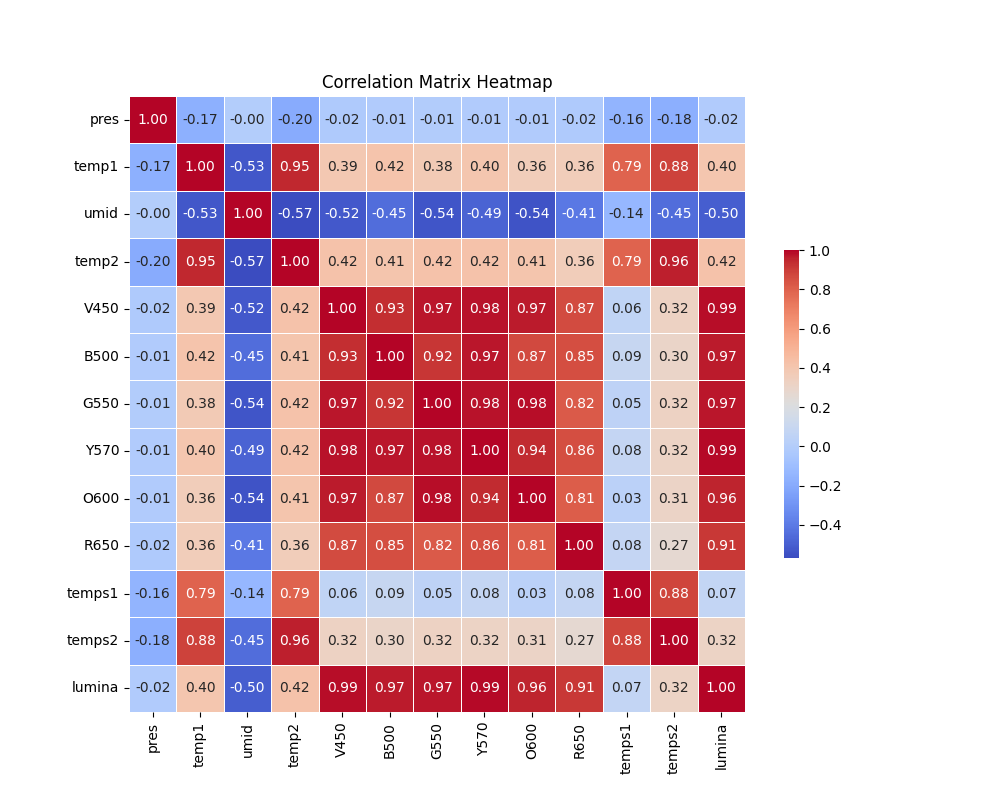 Correlation Matrix Heatmap
pres 1.00 -0.17 -0.00 -0.20 -0.02 -0.01 -0.01 -0.01 -0.01 -0.02 -0.16 -0.18 -0.02
temp1 -0.17 1.00 -0.53 0.95 0.39 0.42 0.38 0.40 0.36 0.36 0.79 0.88 0.40
umid -0.00 -0.53 1.00 -0.57 -0.52 -0.45 -0.54 -0.49 -0.54 -0.41 -0.14 -0.45 -0.50
temp2 -0.20 0.95 -0.57 1.00 0.42 0.41 0.42 0.42 0.41 0.36 0.79 0.96 0.42
V450 -0.02 0.39 -0.52 0.42 1.00 0.93 0.97 0.98 0.97 0.87 0.06 0.32 0.99
B500 -0.01 0.42 -0.45 0.41 0.93 1.00 0.92 0.97 0.87 0.85 0.09 0.30 0.97
G550 -0.01 0.38 -0.54 0.42 0.97 0.92 1.00 0.98 0.98 0.82 0.05 0.32 0.97
Y570 -0.01 0.40 -0.49 0.42 0.98 0.97 0.98 1.00 0.94 0.86 0.08 0.32 0.99
O600 -0.01 0.36 -0.54 0.41 0.97 0.87 0.98 0.94 1.00 0.81 0.03 0.31 0.96
R650 -0.02 0.36 -0.41 0.36 0.87 0.85 0.82 0.86 0.81 1.00 0.08 0.27 0.91
temps1 -0.16 0.79 -0.14 0.79 0.06 0.09 0.05 0.08 0.03 0.08 1.00 0.88 0.07
temps2 -0.18 0.88 -0.45 0.96 0.32 0.30 0.32 0.32 0.31 0.27 0.88 1.00 0.32
lumina -0.02 0.40 -0.50 0.42 0.99 0.97 0.97 0.99 0.96 0.91 0.07 0.32 1.00
pres temp1 umid temp2 V450 B500 G550 Y570 O600 R650 temps1 temps2 lumina
1.0
0.8
0.6
0.4
0.2
0.0
−0.2
−0.4